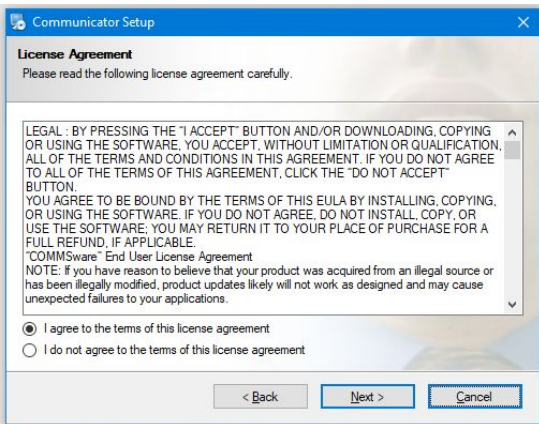 Communicator Setup
License Agreement
Please read the following license agreement carefully.
LEGAL : BY PRESSING THE "I ACCEPT" BUTTON AND/OR DOWNLOADING, COPYING
OR USING THE SOFTWARE, YOU ACCEPT, WITHOUT LIMITATION OR QUALIFICATION,
ALL OF THE TERMS AND CONDITIONS IN THIS AGREEMENT. IF YOU DO NOT AGREE
TO ALL OF THE TERMS OF THIS AGREEMENT, CLICK THE "DO NOT ACCEPT"
BUTTON.
YOU AGREE TO BE BOUND BY THE TERMS OF THIS EULA BY INSTALLING, COPYING,
OR USING THE SOFTWARE. IF YOU DO NOT AGREE, DO NOT INSTALL, COPY, OR
USE THE SOFTWARE; YOU MAY RETURN IT TO YOUR PLACE OF PURCHASE FOR A
FULL REFUND, IF APPLICABLE.
"COMMSware" End User License Agreement
NOTE: If you have reason to believe that your product was acquired from an illegal source or
has been illegally modified, product updates likely will not work as designed and may cause
unexpected failures to your applications.
I agree to the terms of this license agreement
I do not agree to the terms of this license agreement
< Back Next > Cancel